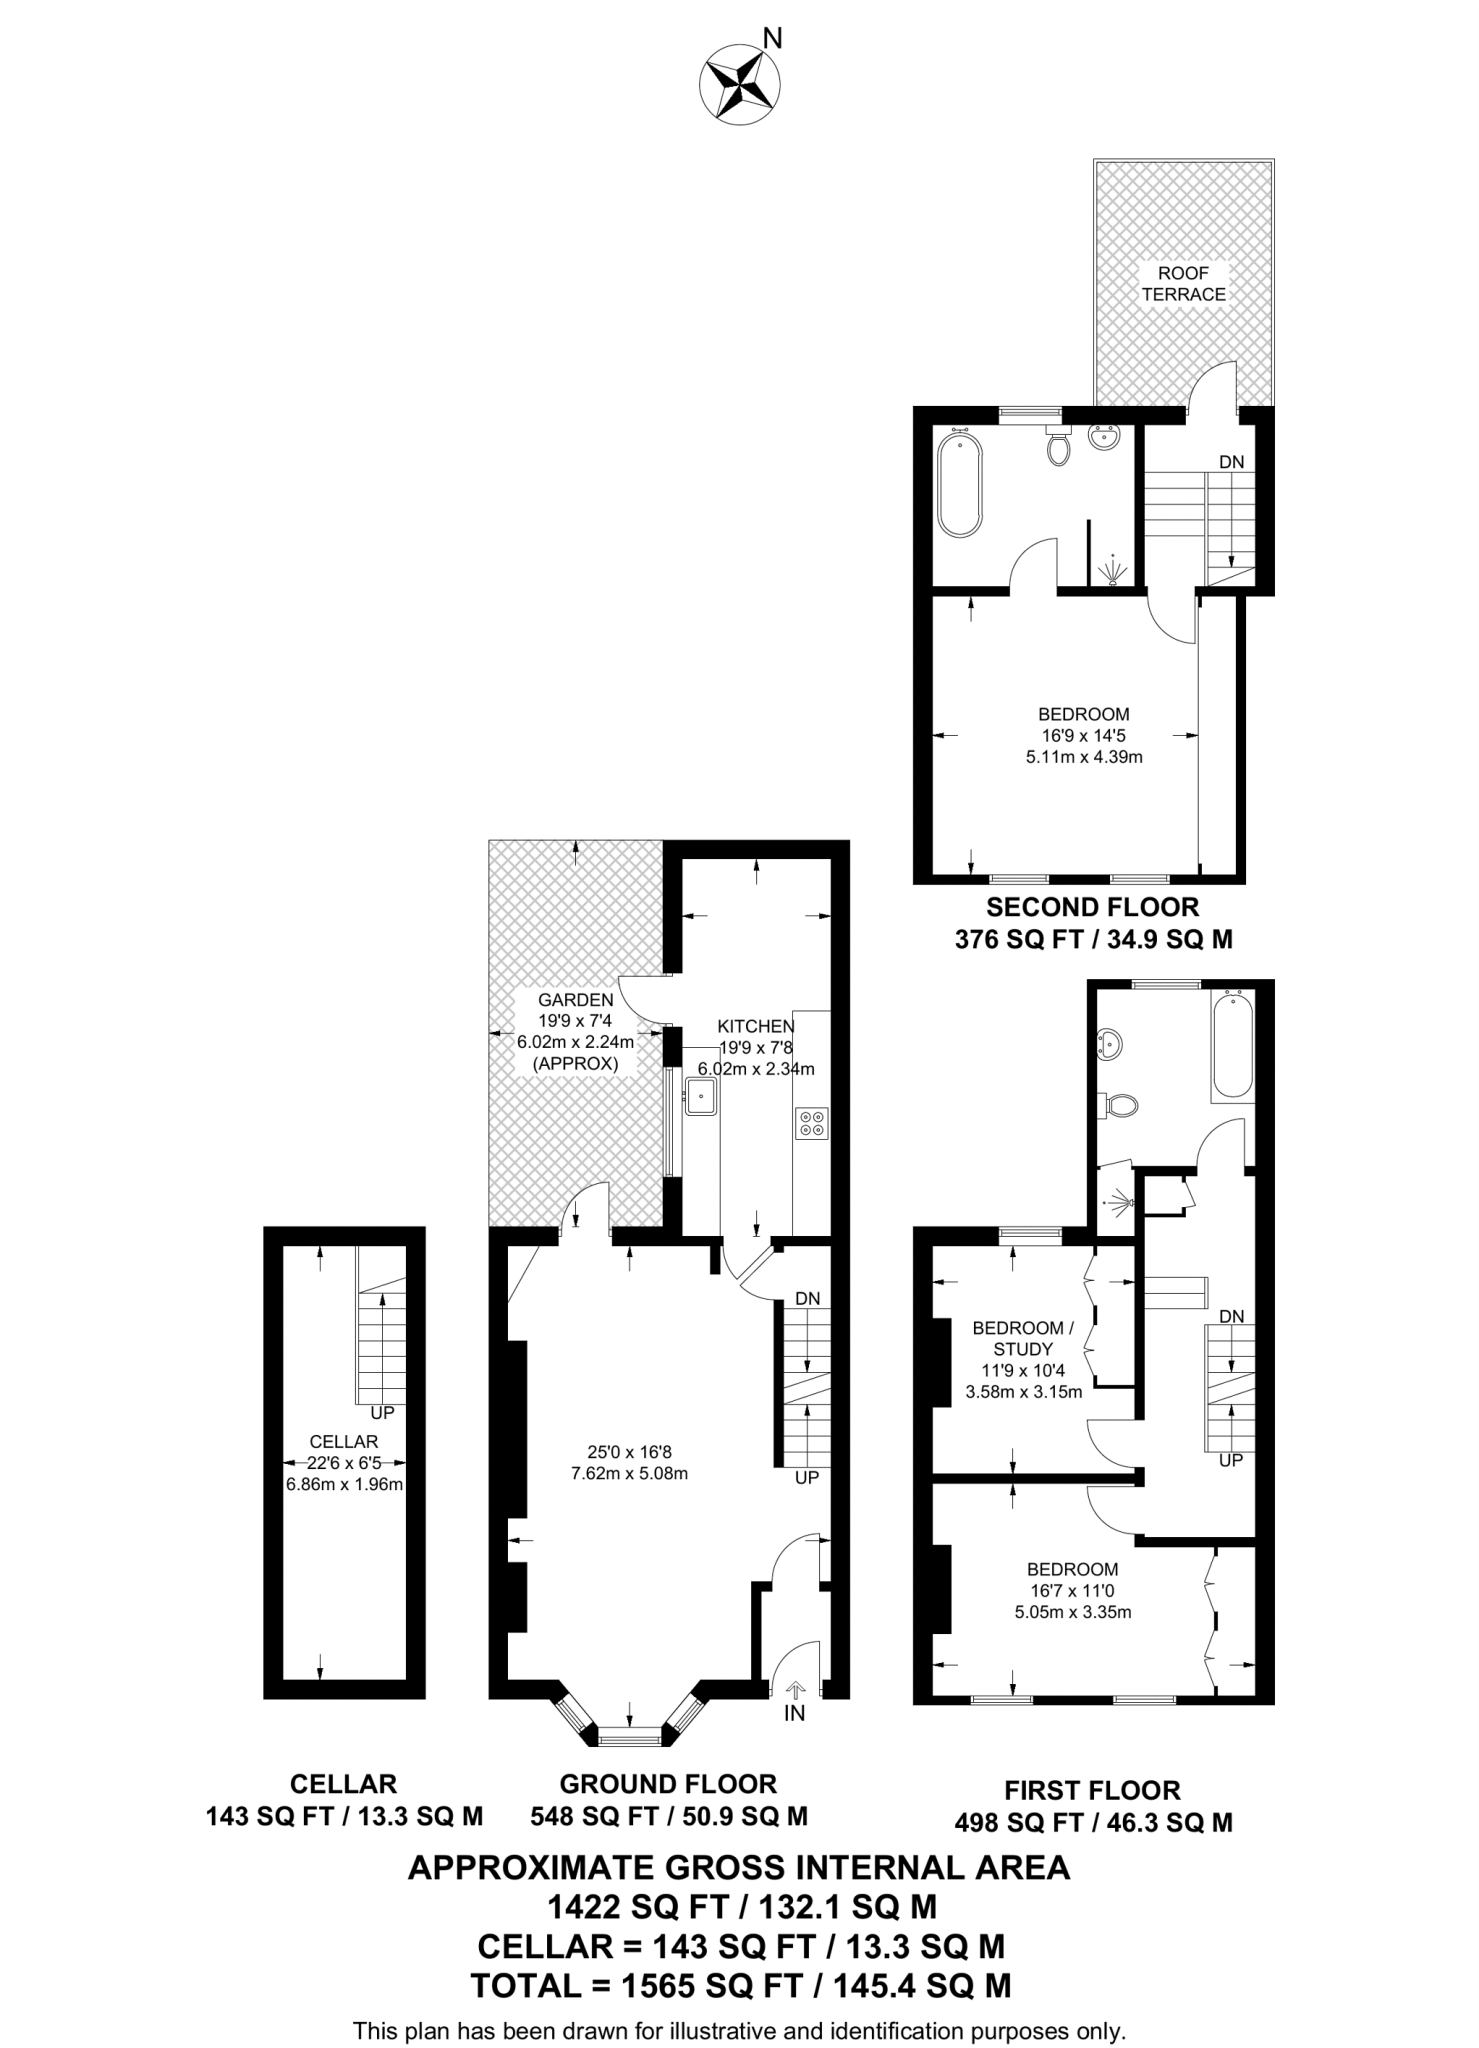 N
ROOF
TERRACE
DN
BEDROOM
16'9 x 14'5
5.11m x 4.39m
SECOND FLOOR
376 SQ FT / 34.9 SQ M
GARDEN
19'9 x 7'4
6.02m x 2.24m
(APPROX)
KITCHEN
19'9 x 7'8
6.02m x 2.34m
DN
25'0 x 16'8
7.62m x 5.08m
UP
IN
UP
CELLAR
22'6 x 6'5
6.86m x 1.96m
BEDROOM /
STUDY
11'9 x 10'4
3.58m x 3.15m
DN
UP
BEDROOM
16'7 x 11'0
5.05m x 3.35m
CELLAR
143 SQ FT / 13.3 SQ M
GROUND FLOOR
548 SQ FT / 50.9 SQ M
FIRST FLOOR
498 SQ FT / 46.3 SQ M
APPROXIMATE GROSS INTERNAL AREA
1422 SQ FT / 132.1 SQ M
CELLAR = 143 SQ FT / 13.3 SQ M
TOTAL = 1565 SQ FT / 145.4 SQ M
This plan has been drawn for illustrative and identification purposes only.